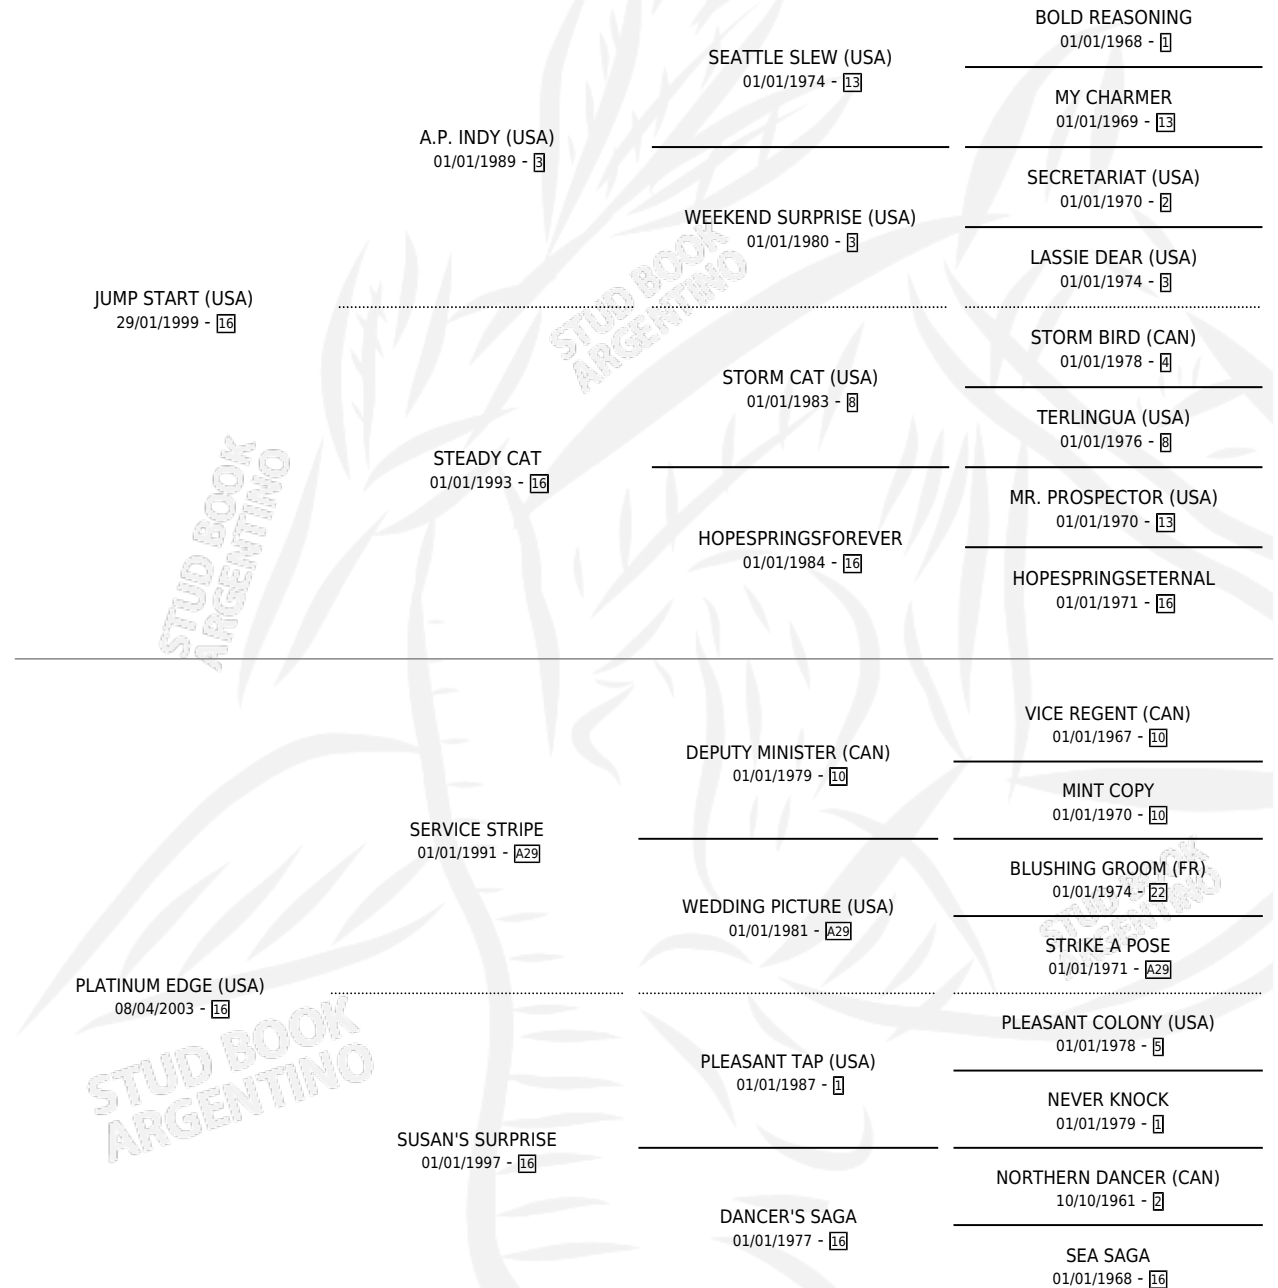 BOLD REASONING
01/01/1968 - 1
SEATTLE SLEW (USA)
01/01/1974 - 13
MY CHARMER
01/01/1969 - 13
A.P. INDY (USA)
01/01/1989 - 3
SECRETARIAT (USA)
01/01/1970 - 2
WEEKEND SURPRISE (USA)
01/01/1980 - 3
LASSIE DEAR (USA)
01/01/1974 - 3
JUMP START (USA)
29/01/1999 - 16
STORM BIRD (CAN)
01/01/1978 - 4
STORM CAT (USA)
01/01/1983 - 8
TERLINGUA (USA)
01/01/1976 - 8
STEADY CAT
01/01/1993 - 16
MR. PROSPECTOR (USA)
01/01/1970 - 13
HOPESPRINGSFOREVER
01/01/1984 - 16
HOPESPRINGSETERNAL
01/01/1971 - 16
VICE REGENT (CAN)
01/01/1967 - 10
DEPUTY MINISTER (CAN)
01/01/1979 - 10
MINT COPY
01/01/1970 - 10
SERVICE STRIPE
01/01/1991 - A29
BLUSHING GROOM (FR)
01/01/1974 - 22
WEDDING PICTURE (USA)
01/01/1981 - A29
STRIKE A POSE
01/01/1971 - A29
PLATINUM EDGE (USA)
08/04/2003 - 16
PLEASANT COLONY (USA)
01/01/1978 - 5
PLEASANT TAP (USA)
01/01/1987 - 1
NEVER KNOCK
01/01/1979 - 1
SUSAN'S SURPRISE
01/01/1997 - 16
NORTHERN DANCER (CAN)
10/10/1961 - 2
DANCER'S SAGA
01/01/1977 - 16
SEA SAGA
01/01/1968 - 16
STUD BOOK
ARGENTINO
STUD BOOK
ARGENTINO
STUD BOOK
ARGENTINO
STUD BOOK
ARGENTINO